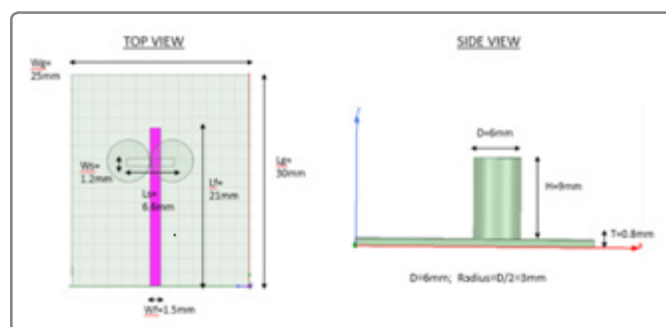 TOP VIEW
SIDE VIEW
Wg=
25mm
D=6mm
Ws=
1.2mm
Ls=
6.6mm
Lf=
21mm
Lg=
30mm
H=9mm
T=0.8mm
D=6mm; Radius=D/2=3mm
Wf=1.5mm